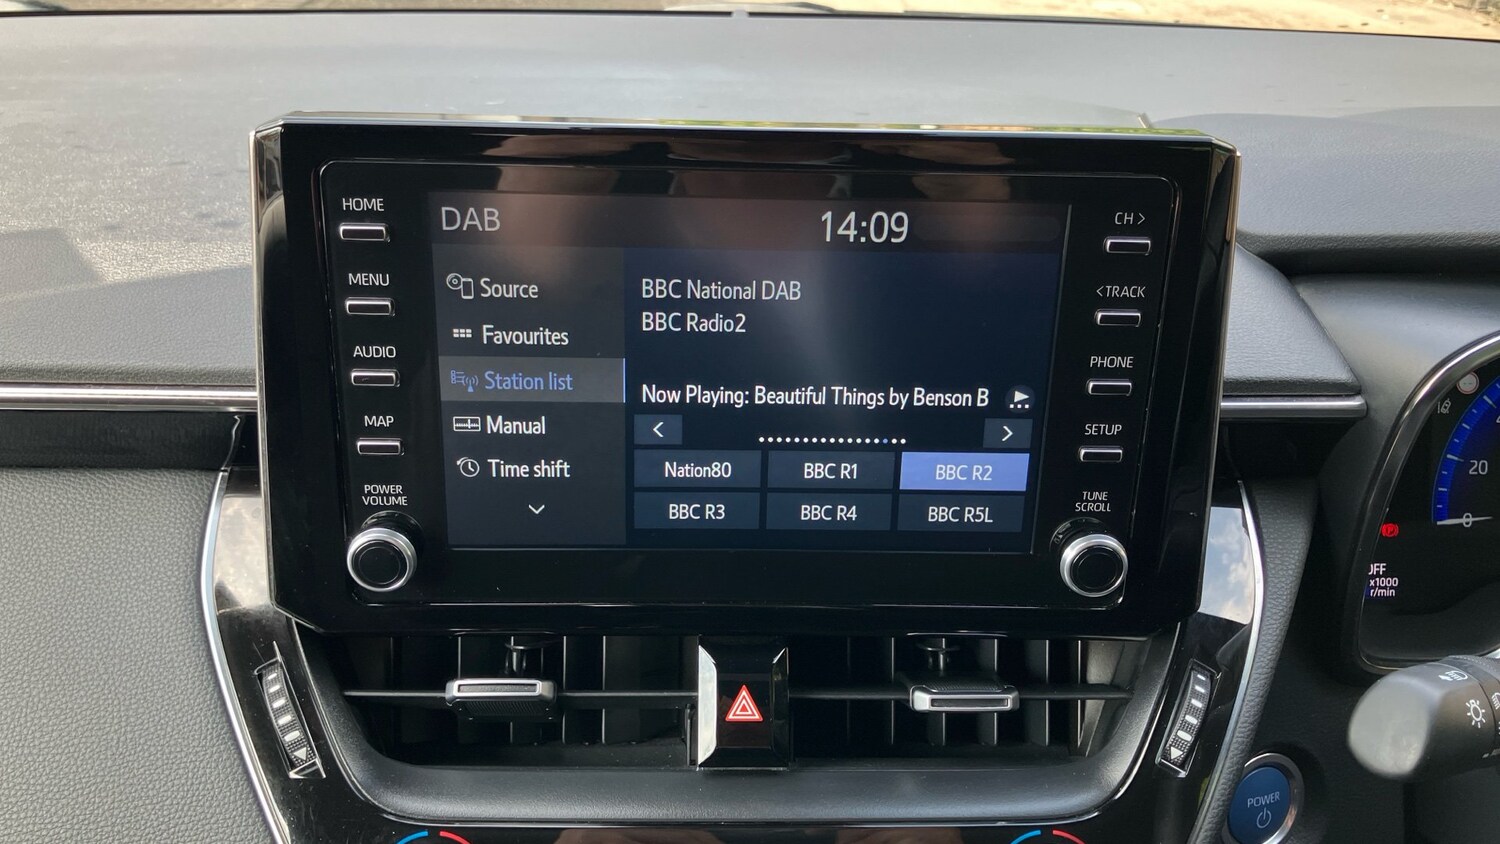 HOME
MENU
AUDIO
MAP
POWER
VOLUME
DAB
14:09
Source
Favourites
Station list
Manual
Time shift
BBC National DAB
BBC Radio2
Now Playing: Beautiful Things by Benson B
Nation80
BBC R1
BBC R2
BBC R3
BBC R4
BBC R5L
CH >
< TRACK
PHONE
SETUP
TUNE
SCROLL
20
0
x1000
r/min
POWER